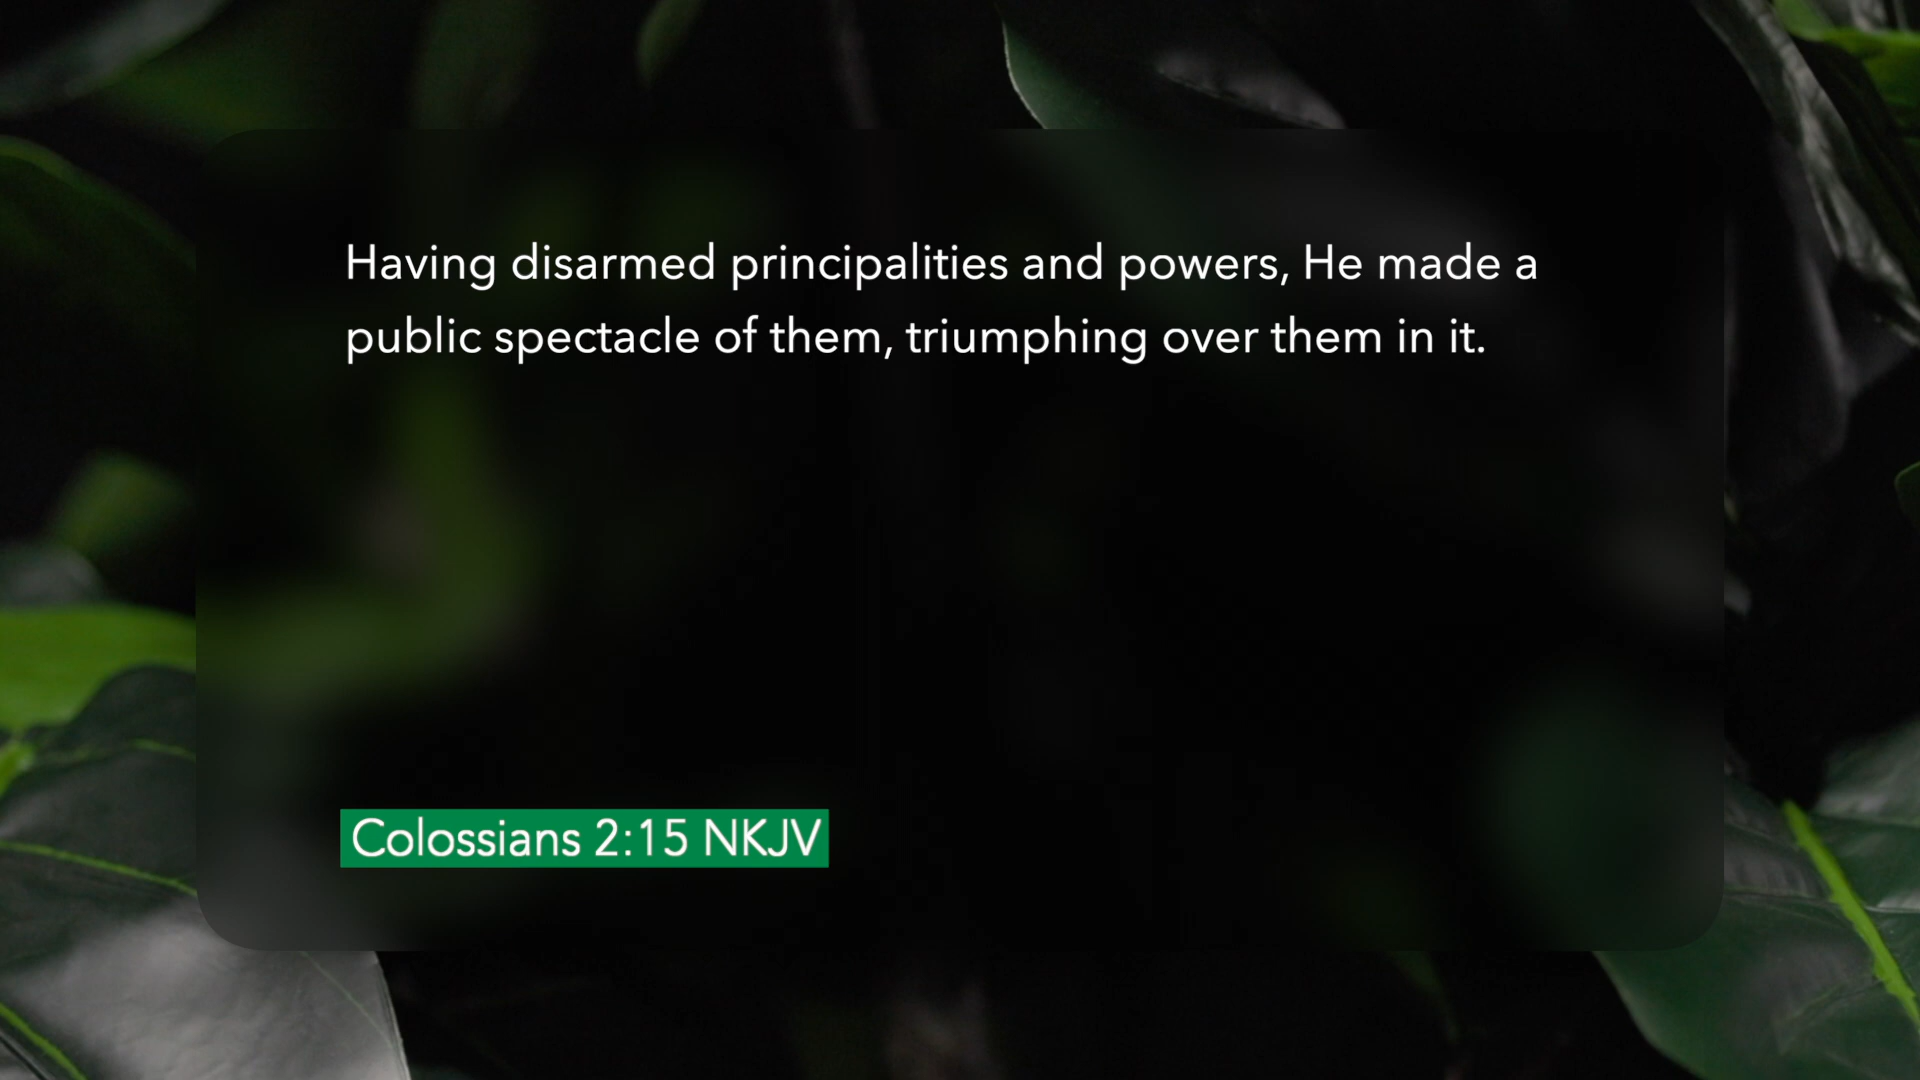 Having disarmed principalities and powers, He made a
public spectacle of them, triumphing over them in it.
Colossians 2:15 NKJV